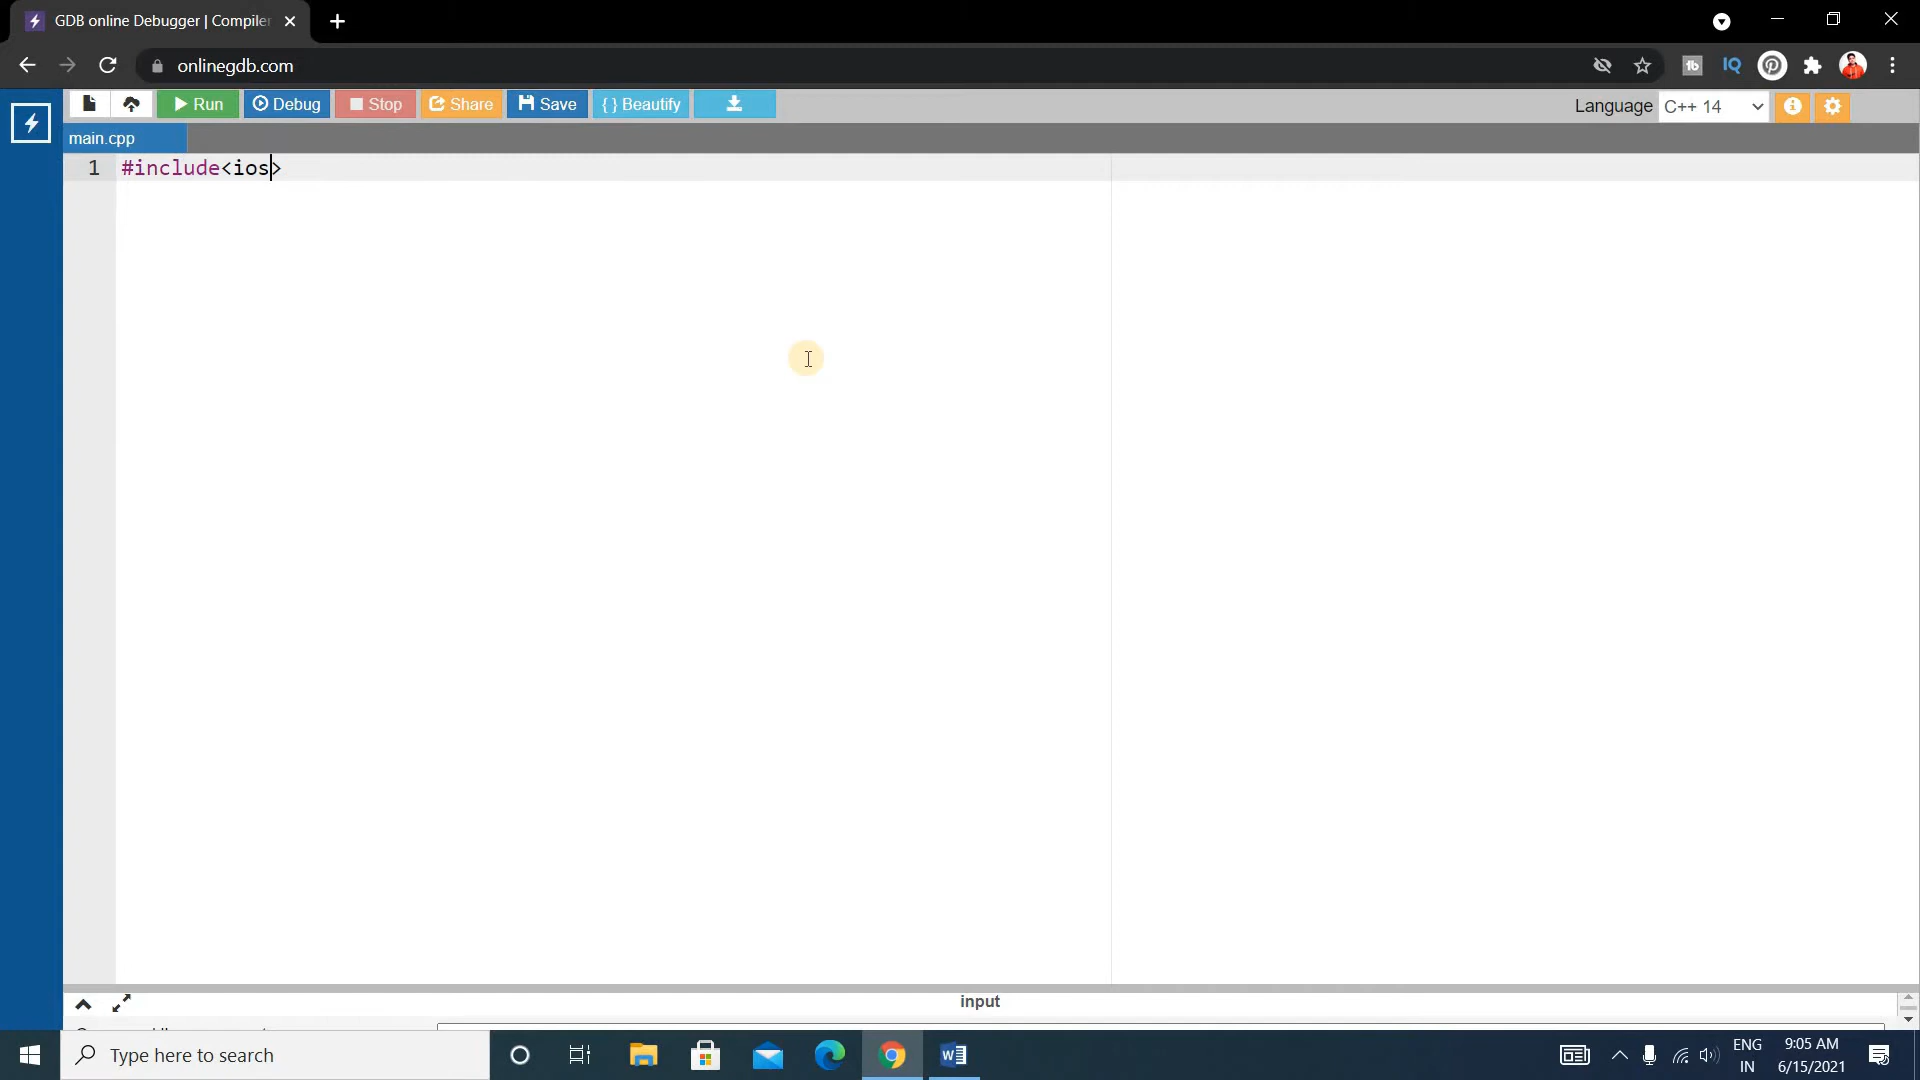 GDB online Debugger | Compiler
onlinegdb.com
IQ
Run
Debug
Stop
Share
Save
{ } Beautify
Language
C++ 14
main.cpp
1
#include<ios>
input
Type here to search
ENG
IN
9:05 AM
6/15/2021